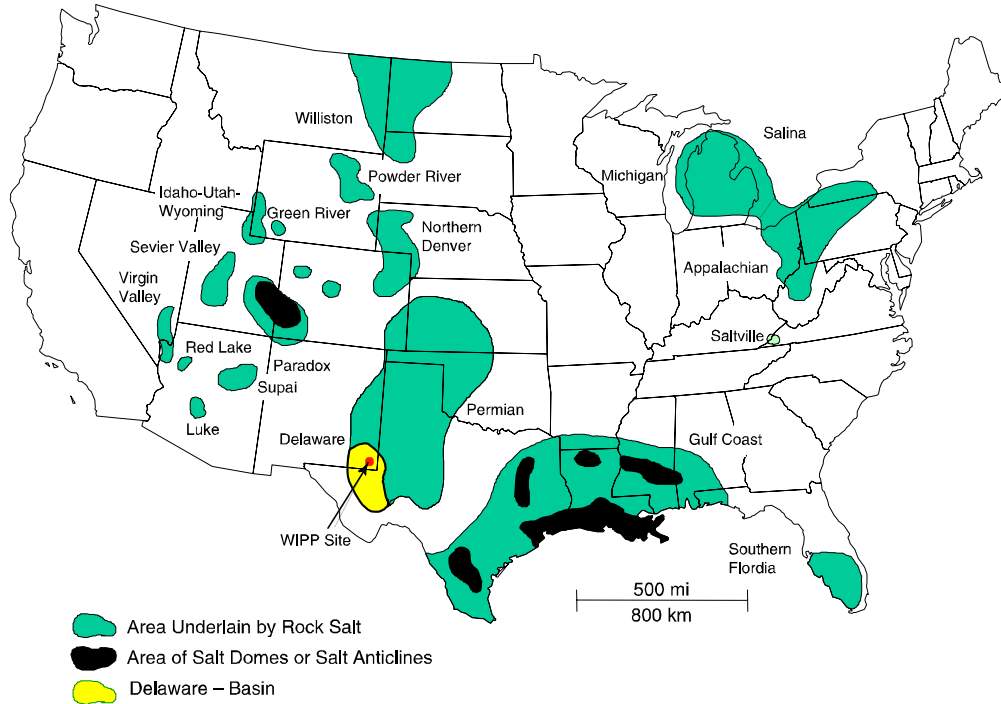 Williston
Salina
Powder River
Michigan
Idaho-Utah-
Wyoming
Green River
Northern
Denver
Sevier Valley
Appalachian
Virgin
Valley
Saltville
Red Lake
Paradox
Supai
Permian
Luke
Delaware
Gulf Coast
WIPP Site
Southern
Flordia
500 mi
800 km
Area Underlain by Rock Salt
Area of Salt Domes or Salt Anticlines
Delaware – Basin